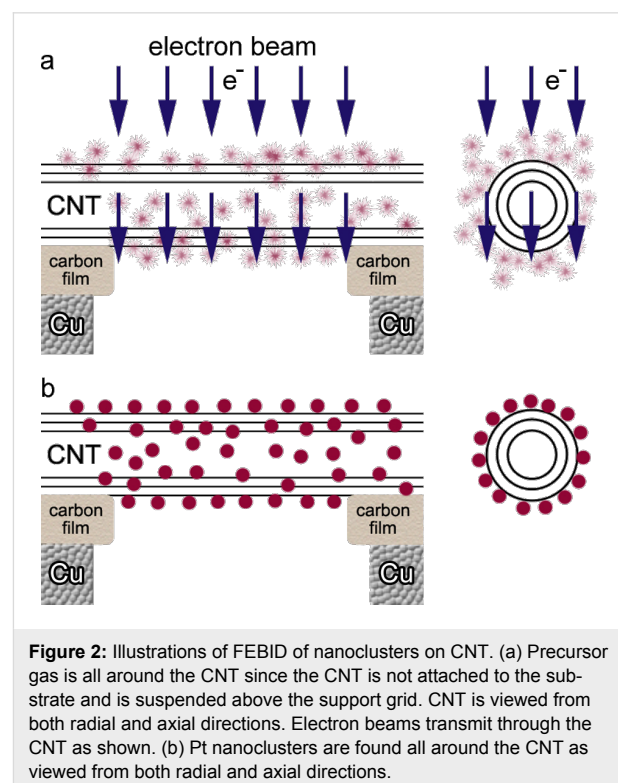 a
electron beam
e-
e-
CNT
carbon
film
carbon
film
Cu
Cu
b
CNT
carbon
film
carbon
film
Cu
Cu
Figure 2: Illustrations of FEBID of nanoclusters on CNT. (a) Precursor
gas is all around the CNT since the CNT is not attached to the sub-
strate and is suspended above the support grid. CNT is viewed from
both radial and axial directions. Electron beams transmit through the
CNT as shown. (b) Pt nanoclusters are found all around the CNT as
viewed from both radial and axial directions.